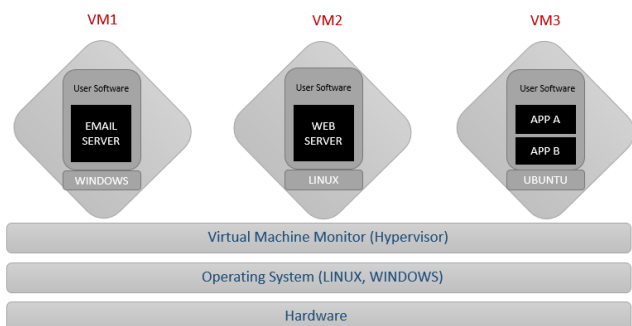 VM1
VM2
VM3
User Software
EMAIL
SERVER
WINDOWS
User Software
WEB
SERVER
LINUX
User Software
APP A
APP B
UBUNTU
Virtual Machine Monitor (Hypervisor)
Operating System (LINUX, WINDOWS)
Hardware